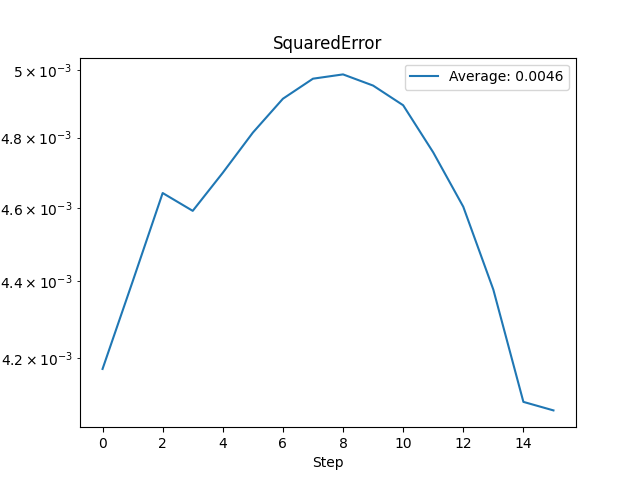 SquaredError
Average: 0.0046
5 × 10⁻³
4.8 × 10⁻³
4.6 × 10⁻³
4.4 × 10⁻³
4.2 × 10⁻³
0 2 4 6 8 10 12 14
Step